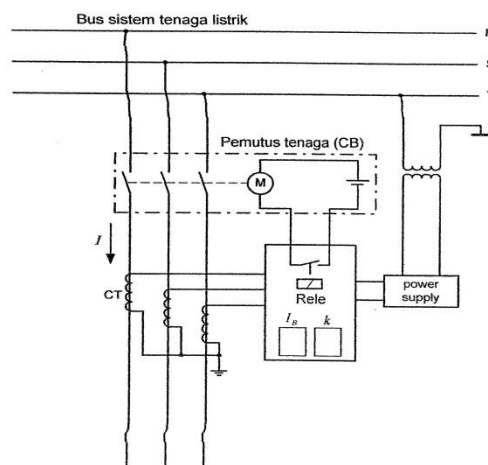 Bus sistem tenaga listrik
Pemutus tenaga (CB)
M
I
CT
Rele
power
supply
I_B
k